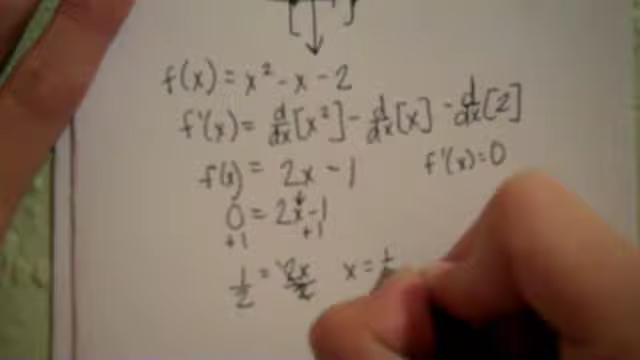 f(x) = x² - x - 2
f'(x) = d/dx[x²] - d/dx[x] - d/dx[2]
f(x) = 2x - 1 f'(x) = 0
0 = 2x - 1
+1 +1
1/2 = 2x/2 x = 1